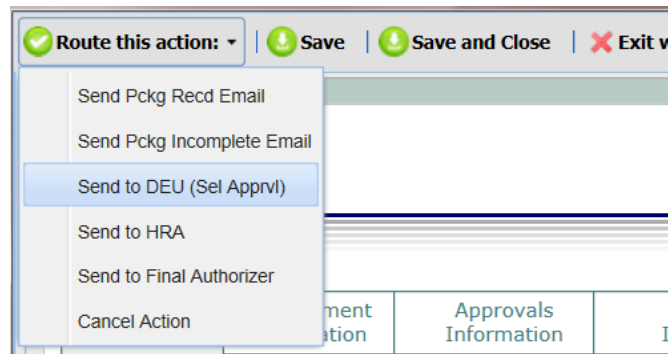 Route this action: Save Save and Close Exit
Send Pckg Recd Email
Send Pckg Incomplete Email
Send to DEU (Sel Apprvl)
Send to HRA
Send to Final Authorizer
Cancel Action
Approvals
Information